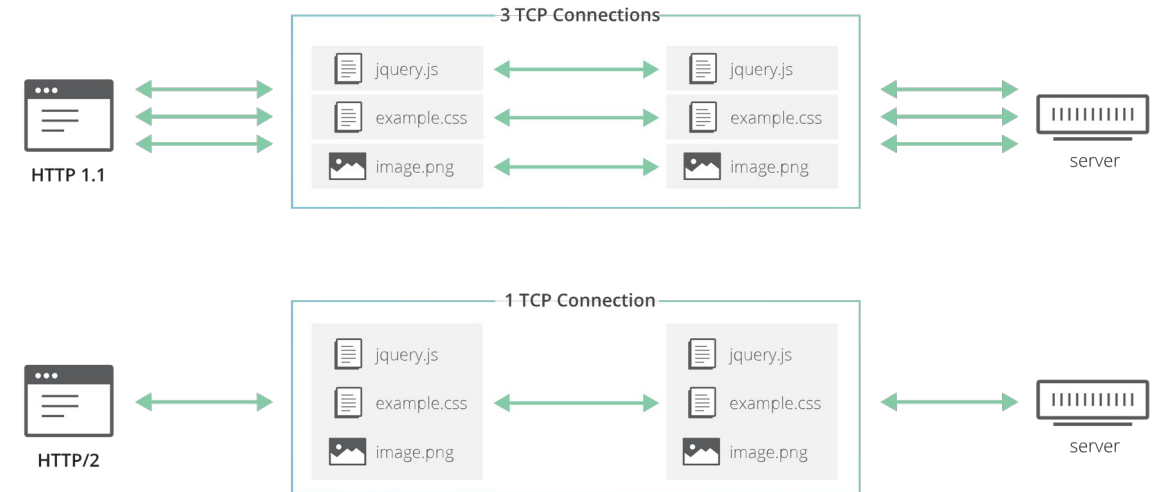 3 TCP Connections
jquery.js
jquery.js
example.css
example.css
image.png
image.png
HTTP 1.1
server
1 TCP Connection
jquery.js
jquery.js
example.css
example.css
image.png
image.png
HTTP/2
server